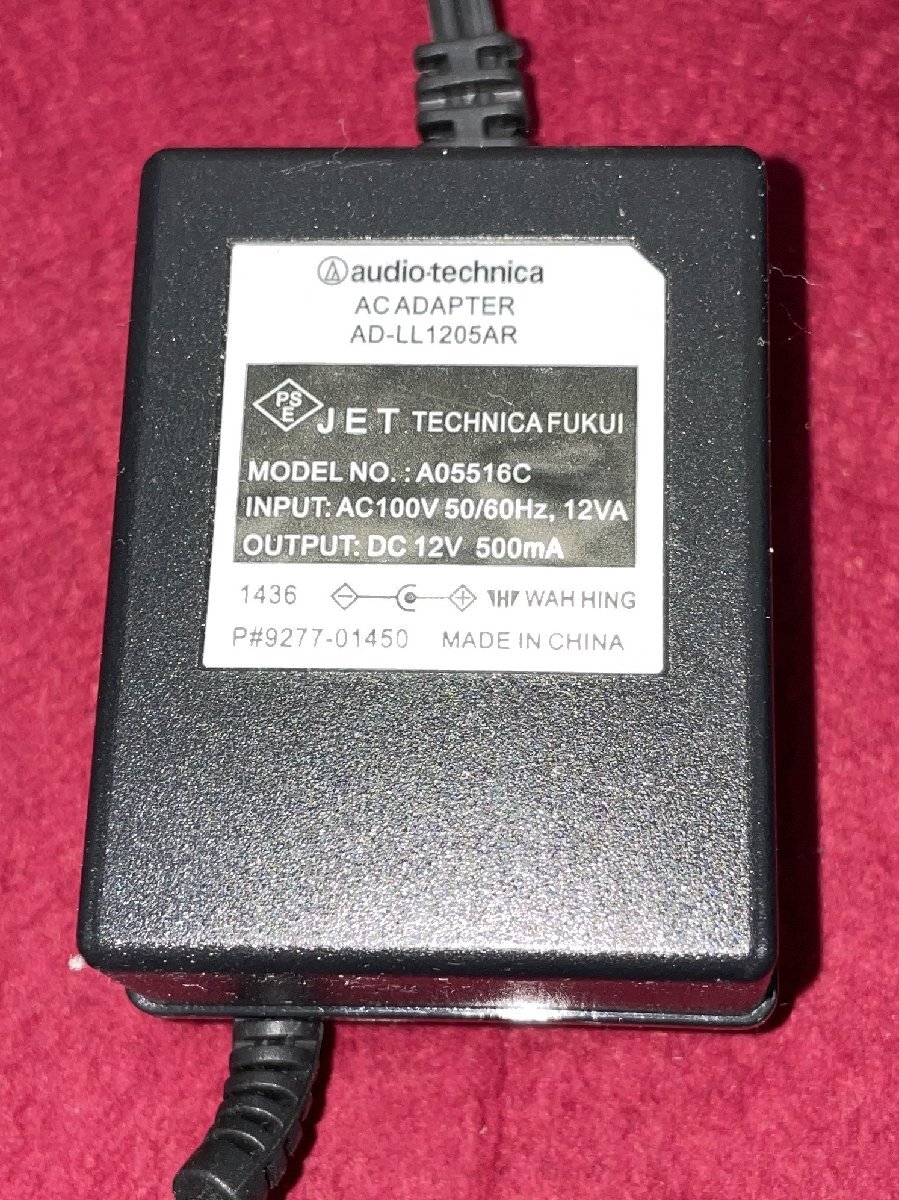 audio-technica
AC ADAPTER
AD-LL1205AR
PS E JET TECHNICA FUKUI
MODEL NO. : A05516C
INPUT: AC100V 50/60Hz, 12VA
OUTPUT: DC 12V 500mA
1436 WAH HING
P#9277-01450 MADE IN CHINA